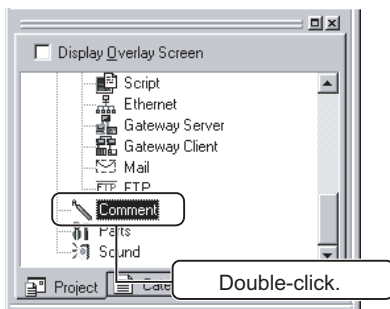 Display Overlay Screen
Script
Ethernet
Gateway Server
Gateway Client
Mail
FTP FTP
Comment
Parts
Sound
Double-click.
Project